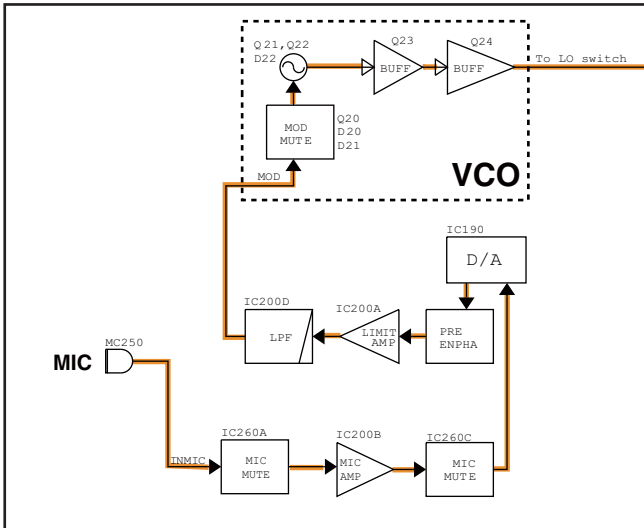 Q21,Q22
D22
Q23
BUFF
Q24
BUFF
To LO switch
MOD
MUTE
Q20
D20
D21
VCO
MOD
IC190
D/A
IC200D
LPF
IC200A
LIMIT
AMP
PRE
ENPHA
MC250
MIC
INMIC
IC260A
MIC
MUTE
IC200B
MIC
AMP
IC260C
MIC
MUTE